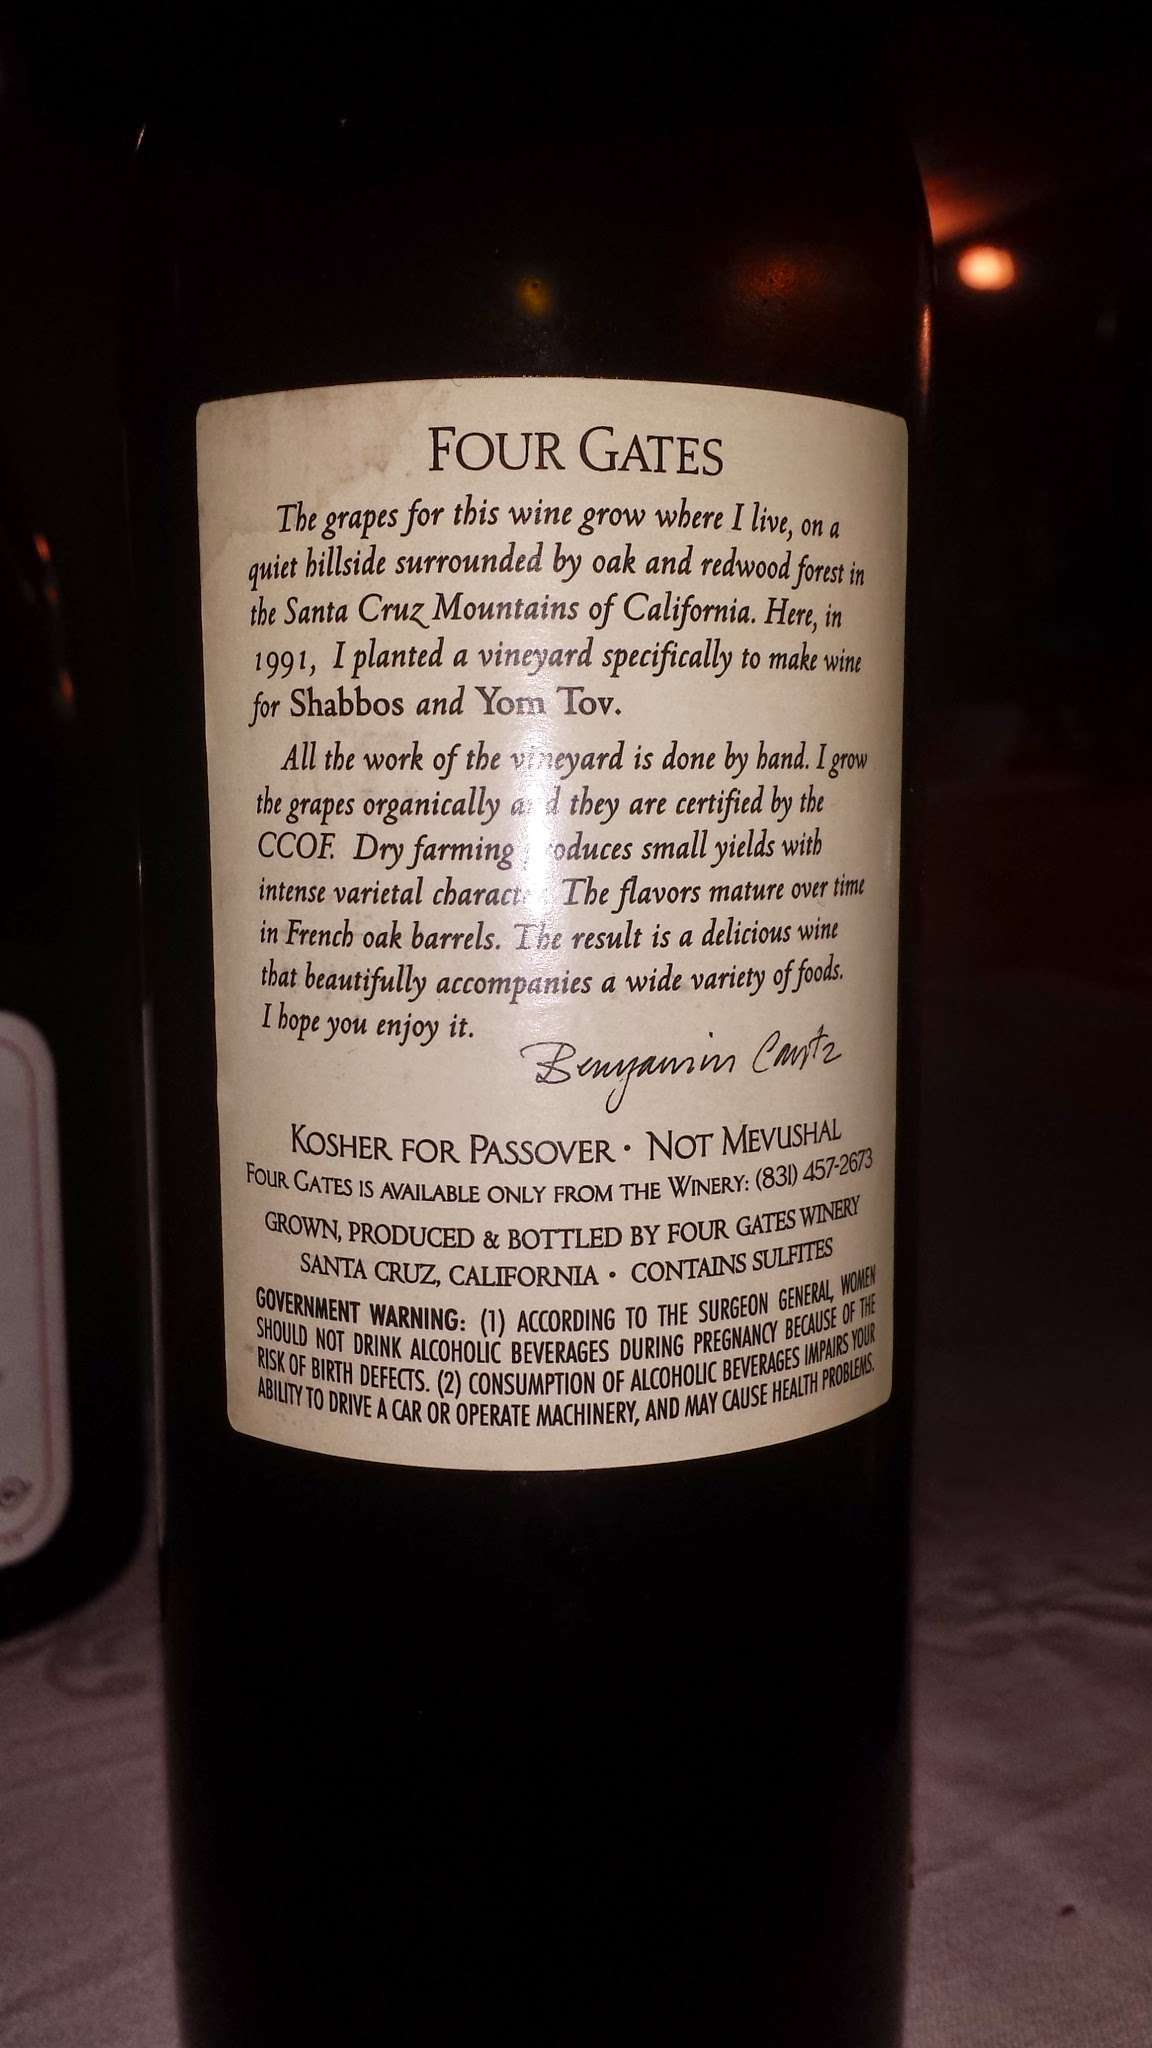 FOUR GATES
The grapes for this wine grow where I live, on a
quiet hillside surrounded by oak and redwood forest in
the Santa Cruz Mountains of California. Here, in
1991, I planted a vineyard specifically to make wine
for Shabbos and Yom Tov.
All the work of the vineyard is done by hand. I grow
the grapes organically and they are certified by the
CCOF. Dry farming produces small yields with
intense varietal character. The flavors mature over time
in French oak barrels. The result is a delicious wine
that beautifully accompanies a wide variety of foods.
I hope you enjoy it.
Benyamin Cantz
KOSHER FOR PASSOVER • NOT MEVUSHAL
FOUR GATES IS AVAILABLE ONLY FROM THE WINERY: (831) 457-2673
GROWN, PRODUCED & BOTTLED BY FOUR GATES WINERY
SANTA CRUZ, CALIFORNIA • CONTAINS SULFITES
GOVERNMENT WARNING: (1) ACCORDING TO THE SURGEON GENERAL, WOMEN
SHOULD NOT DRINK ALCOHOLIC BEVERAGES DURING PREGNANCY BECAUSE OF THE
RISK OF BIRTH DEFECTS. (2) CONSUMPTION OF ALCOHOLIC BEVERAGES IMPAIRS YOUR
ABILITY TO DRIVE A CAR OR OPERATE MACHINERY, AND MAY CAUSE HEALTH PROBLEMS.